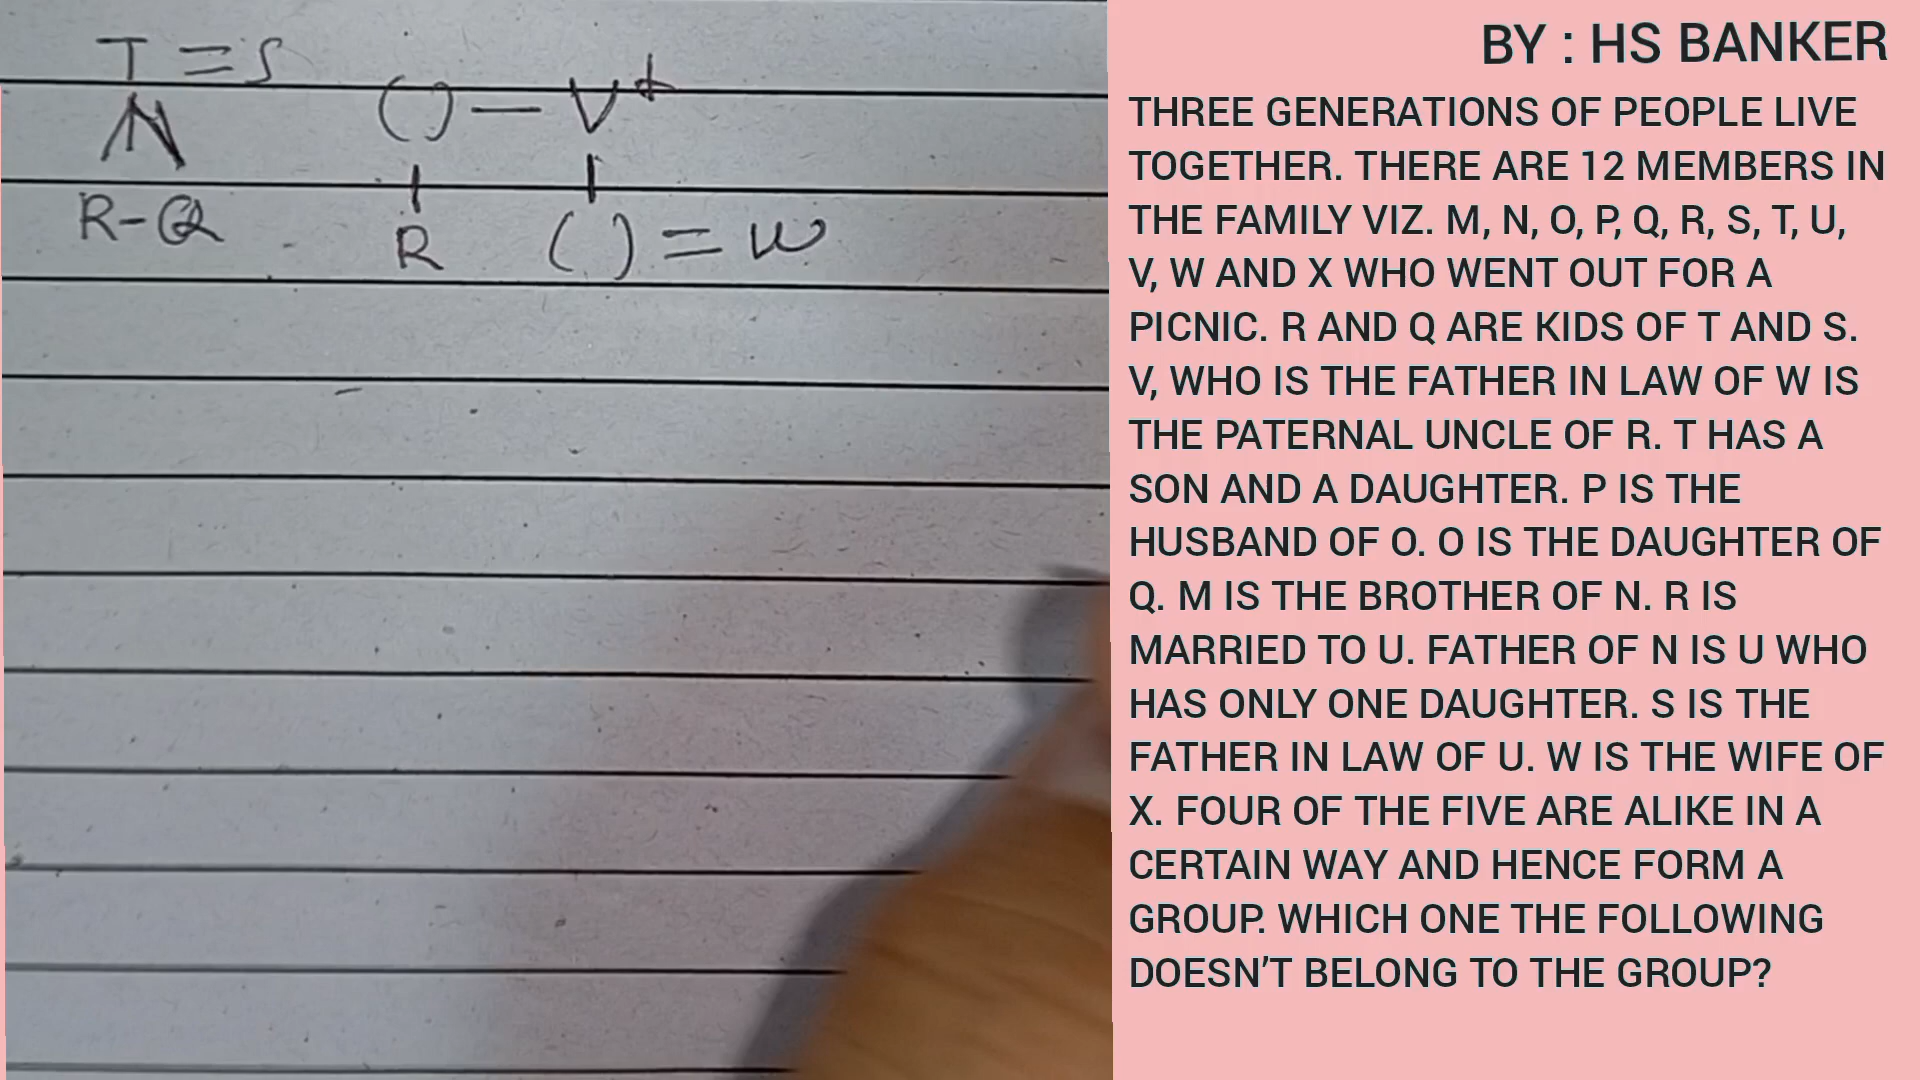 T = S
( ) - V+
R-Q
R
( ) = W
BY : HS BANKER
THREE GENERATIONS OF PEOPLE LIVE
TOGETHER. THERE ARE 12 MEMBERS IN
THE FAMILY VIZ. M, N, O, P, Q, R, S, T, U,
V, W AND X WHO WENT OUT FOR A
PICNIC. R AND Q ARE KIDS OF T AND S.
V, WHO IS THE FATHER IN LAW OF W IS
THE PATERNAL UNCLE OF R. T HAS A
SON AND A DAUGHTER. P IS THE
HUSBAND OF O. O IS THE DAUGHTER OF
Q. M IS THE BROTHER OF N. R IS
MARRIED TO U. FATHER OF N IS U WHO
HAS ONLY ONE DAUGHTER. S IS THE
FATHER IN LAW OF U. W IS THE WIFE OF
X. FOUR OF THE FIVE ARE ALIKE IN A
CERTAIN WAY AND HENCE FORM A
GROUP. WHICH ONE THE FOLLOWING
DOESN’T BELONG TO THE GROUP?